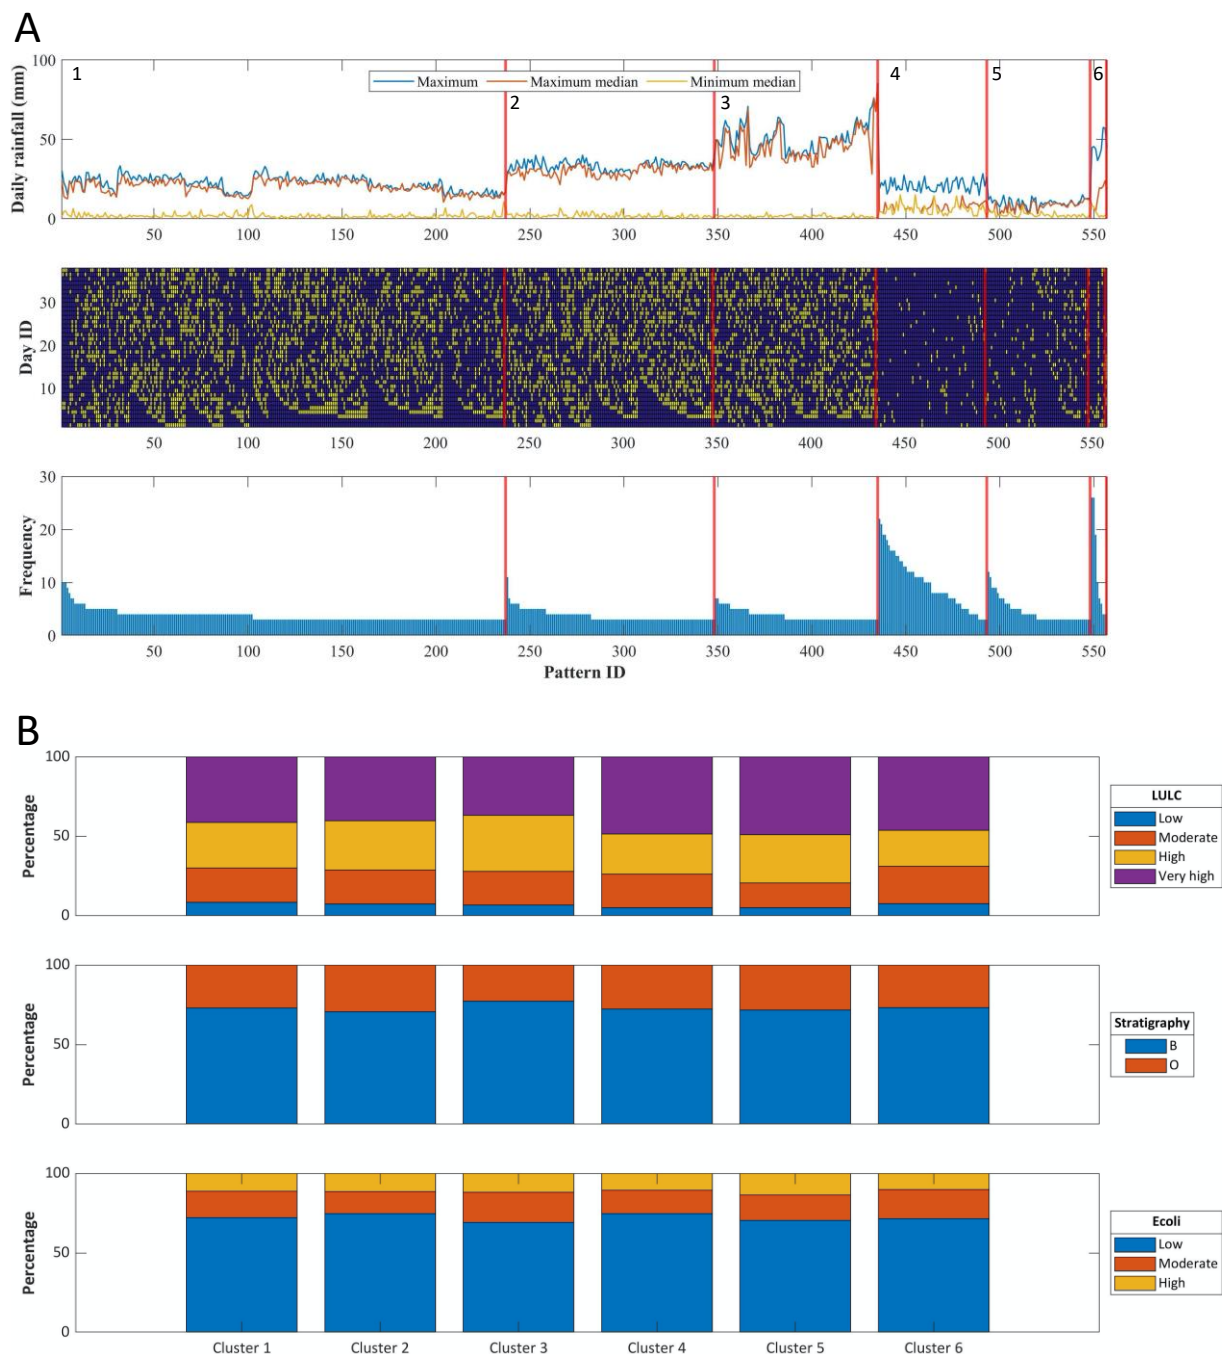 A
Daily rainfall (mm)
100
50
0
1
2
3
4
5
6
Maximum Maximum median Minimum median
50 100 150 200 250 300 350 400 450 500 550
Day ID
30
20
10
50 100 150 200 250 300 350 400 450 500 550
Frequency
30
20
10
0
50 100 150 200 250 300 350 400 450 500 550
Pattern ID
B
Percentage
100
50
0
LULC
Low
Moderate
High
Very high
Percentage
100
50
0
Stratigraphy
B
O
Percentage
100
50
0
Ecoli
Low
Moderate
High
Cluster 1 Cluster 2 Cluster 3 Cluster 4 Cluster 5 Cluster 6